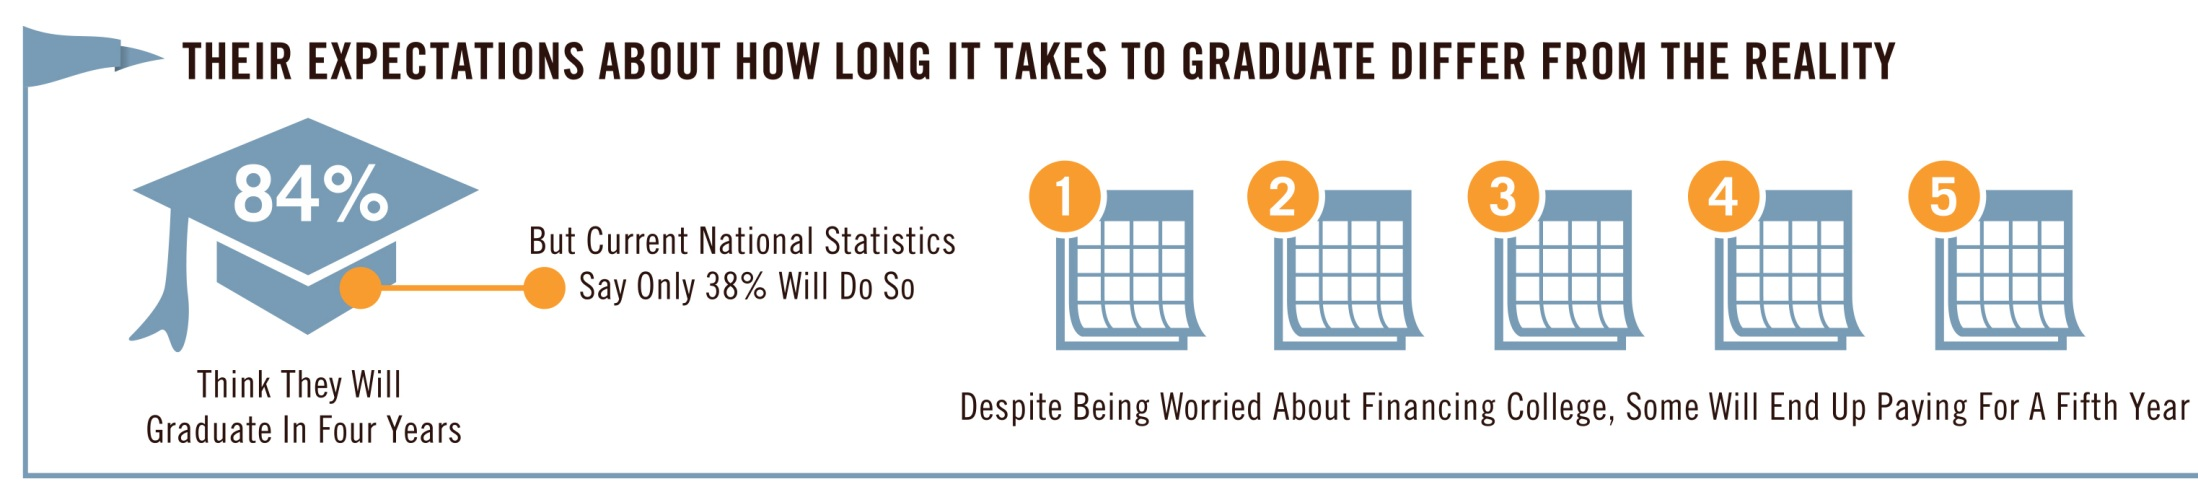 THEIR EXPECTATIONS ABOUT HOW LONG IT TAKES TO GRADUATE DIFFER FROM THE REALITY
84%
Think They Will
Graduate In Four Years
But Current National Statistics
Say Only 38% Will Do So
1
2
3
4
5
Despite Being Worried About Financing College, Some Will End Up Paying For A Fifth Year